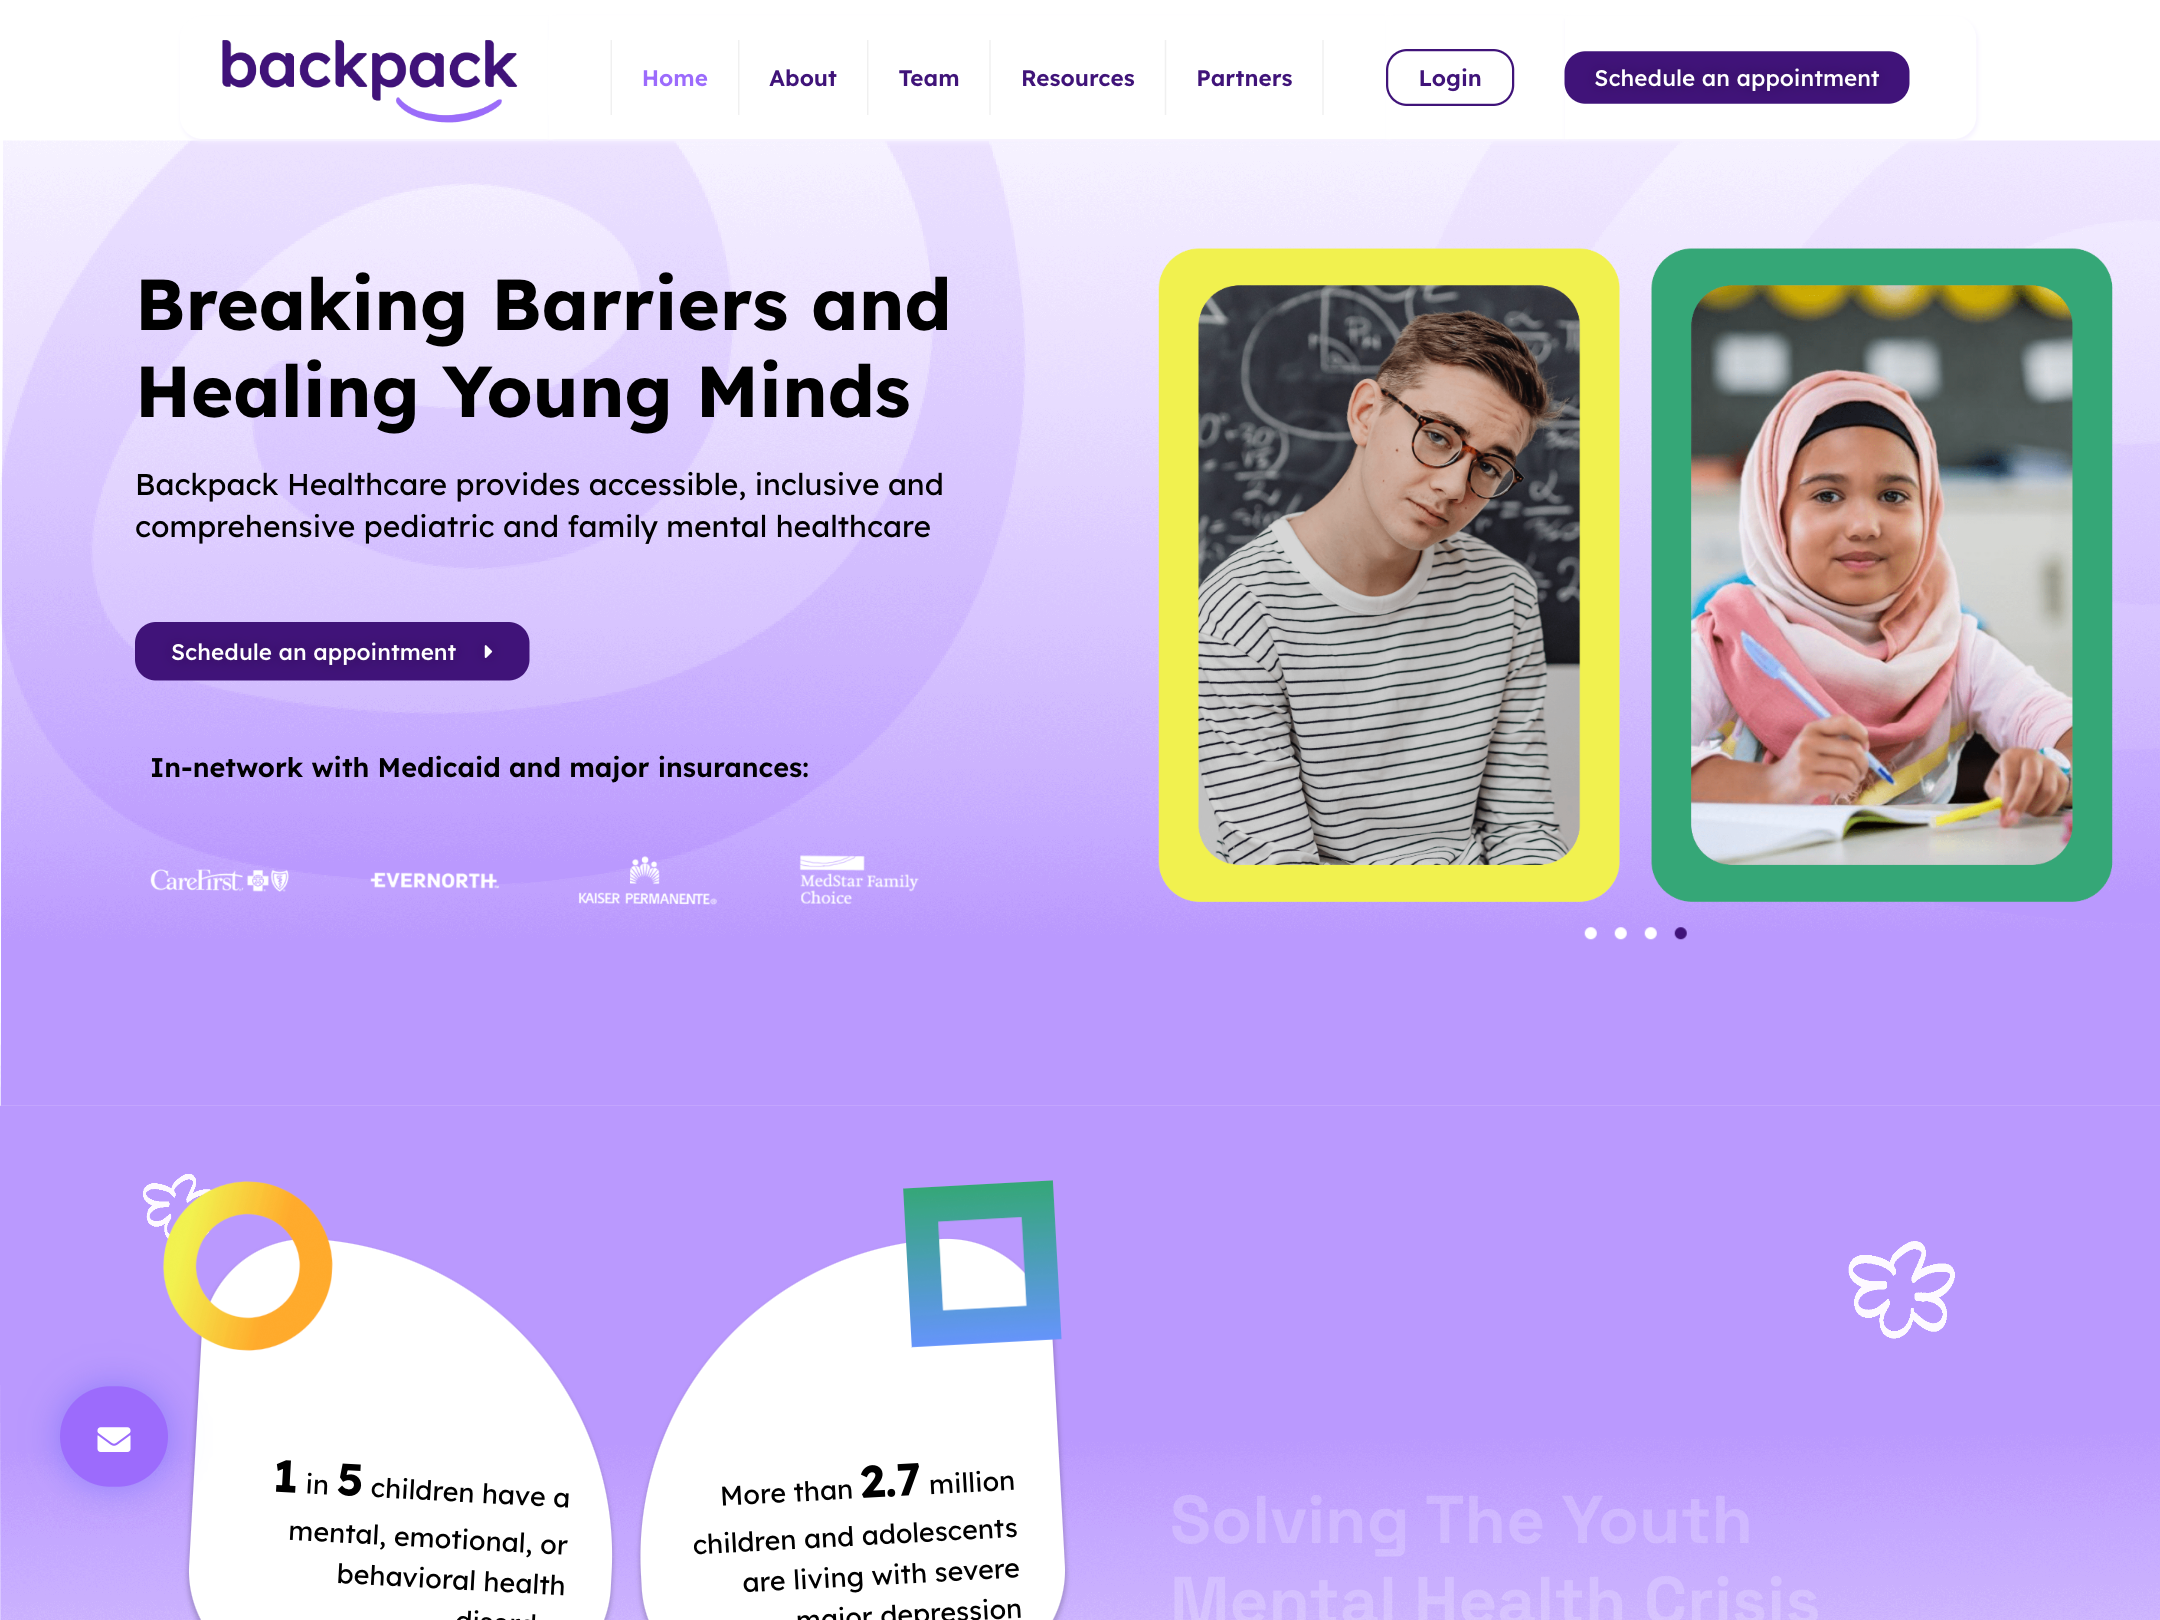 backpack
Home
About
Team
Resources
Partners
Login
Schedule an appointment
Breaking Barriers and
Healing Young Minds
Backpack Healthcare provides accessible, inclusive and
comprehensive pediatric and family mental healthcare
Schedule an appointment
In-network with Medicaid and major insurances:
CareFirst
EVERNORTH
KAISER PERMANENTE®
MedStar Family
Choice
1 in 5 children have a
mental, emotional, or
behavioral health
More than 2.7 million
children and adolescents
are living with severe
major depression
Solving The Youth
Mental Health Crisis